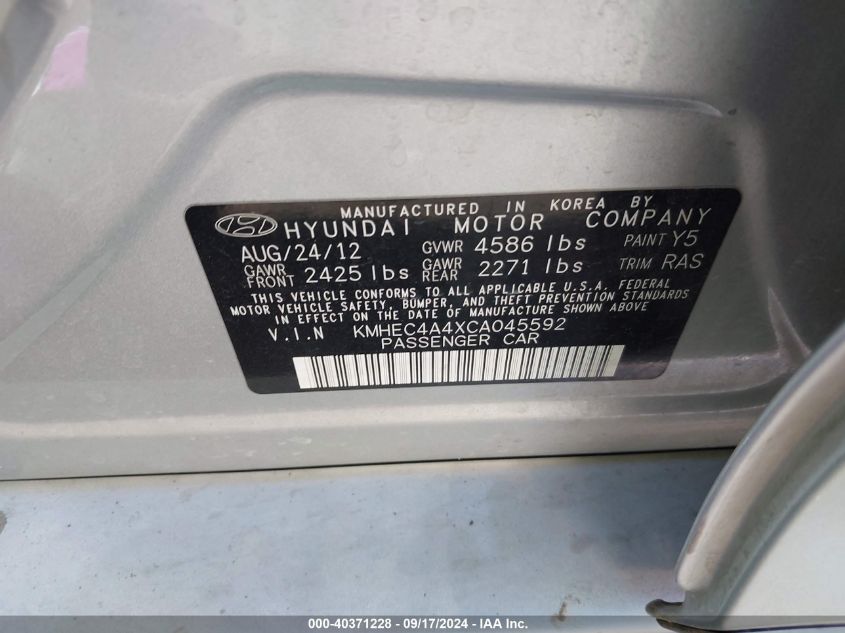 MANUFACTURED IN KOREA BY
HYUNDAI MOTOR COMPANY
AUG/24/12 GVWR 4586 lbs PAINT Y5
GAWR FRONT 2425 lbs GAWR REAR 2271 lbs TRIM RAS
THIS VEHICLE CONFORMS TO ALL APPLICABLE U.S.A. FEDERAL
MOTOR VEHICLE SAFETY, BUMPER, AND THEFT PREVENTION STANDARDS
IN EFFECT ON THE DATE OF MANUFACTURE SHOWN ABOVE
V.I.N KMHEC4A4XCA045592
PASSENGER CAR
000-40371228 - 09/17/2024 - IAA Inc.